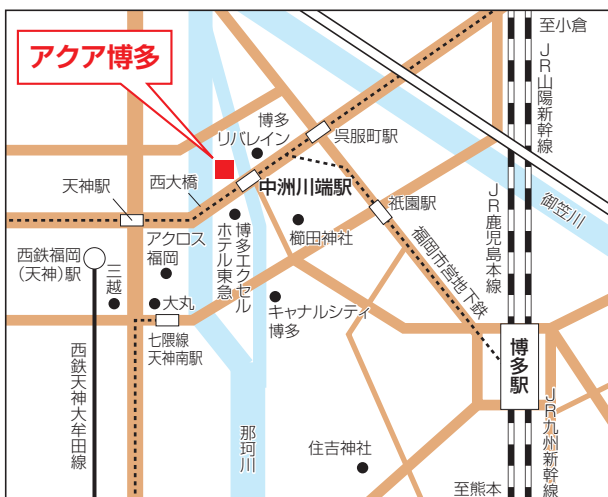 アクア博多
至小倉
JR山陽新幹線
博多
リバレイン
呉服町駅
天神駅
西大橋
中洲川端駅
祇園駅
御笠川
JR鹿児島本線
西鉄福岡
(天神)駅
三越
アクロス
福岡
博多エクセル
ホテル東急
櫛田神社
福岡市営地下鉄
大丸
キャナルシティ
博多
七隈線
天神南駅
博多駅
西鉄天神大牟田線
那珂川
住吉神社
JR九州新幹線
至熊本